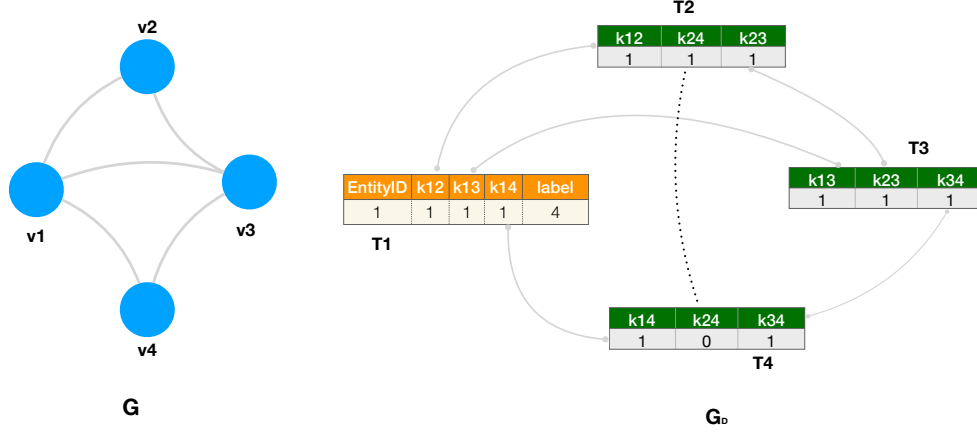 v2
v1
v3
v4
G
T2
k12 k24 k23
1 1 1
T3
k13 k23 k34
1 1 1
EntityID k12 k13 k14 label
1 1 1 1 4
T1
k14 k24 k34
1 0 1
T4
G_D